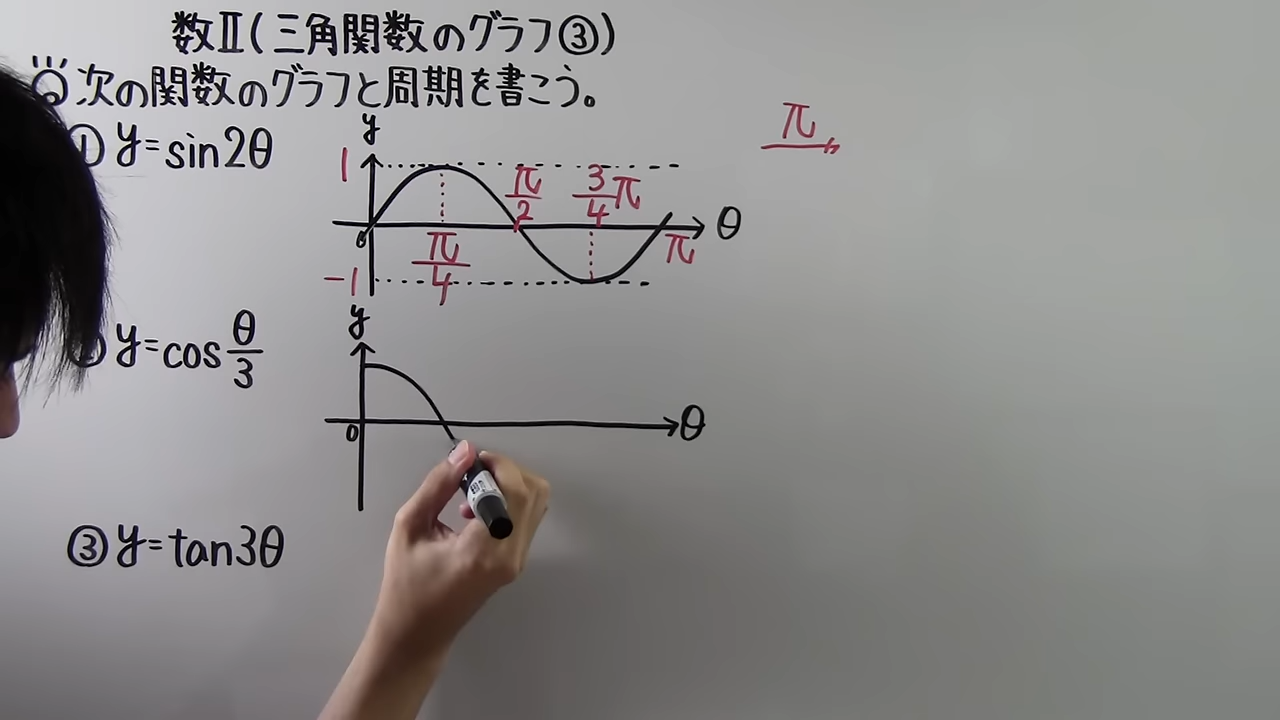 数Ⅱ(三角関数のグラフ③)
Q次の関数のグラフと周期を書こう。
① y=sin2θ
y
1
π/2
3/4 π
θ
0
π/4
π
-1
π
y=cos θ/3
y
0
θ
③ y=tan3θ